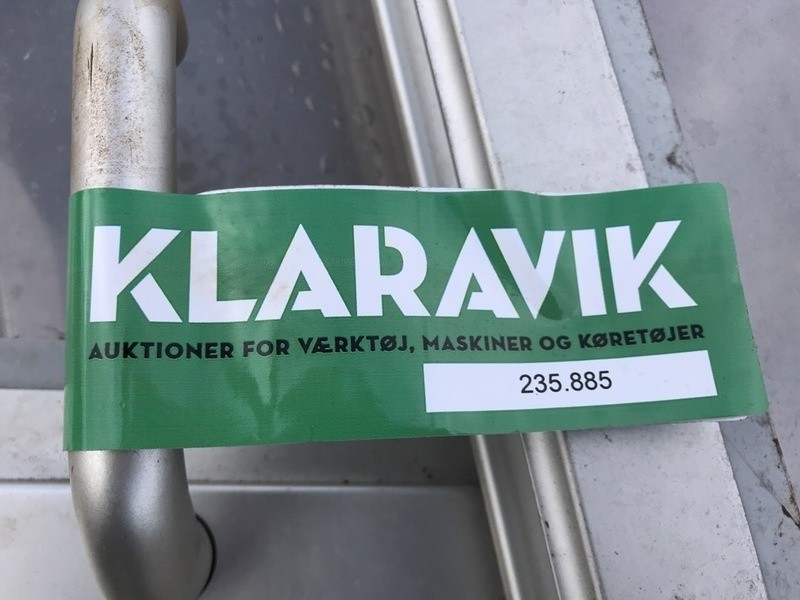 KLARAVIK
AUKTIONER FOR VÆRKTØJ, MASKINER OG KØRETØJER
235.885